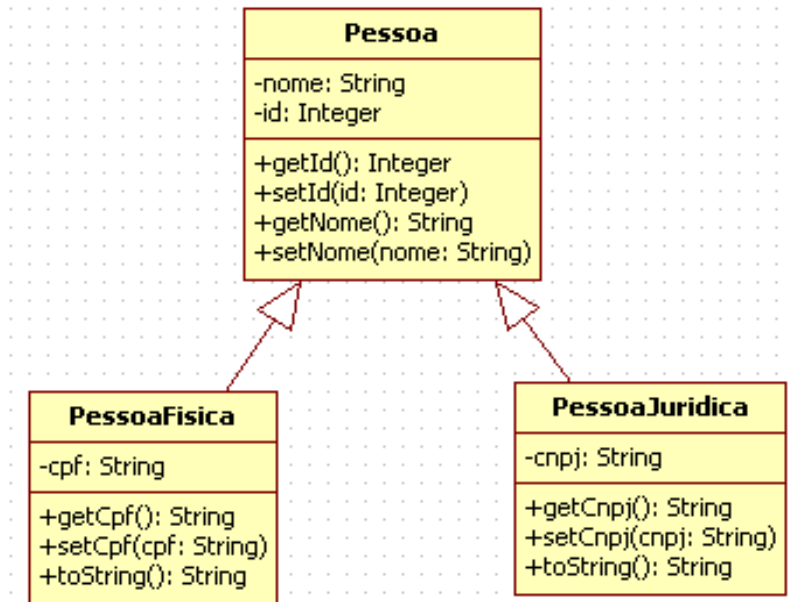 Pessoa
-nome: String
-id: Integer
+getId(): Integer
+setId(id: Integer)
+getNome(): String
+setNome(nome: String)
PessoaFisica
-cpf: String
+getCpf(): String
+setCpf(cpf: String)
+toString(): String
PessoaJuridica
-cnpj: String
+getCnpj(): String
+setCnpj(cnpj: String)
+toString(): String